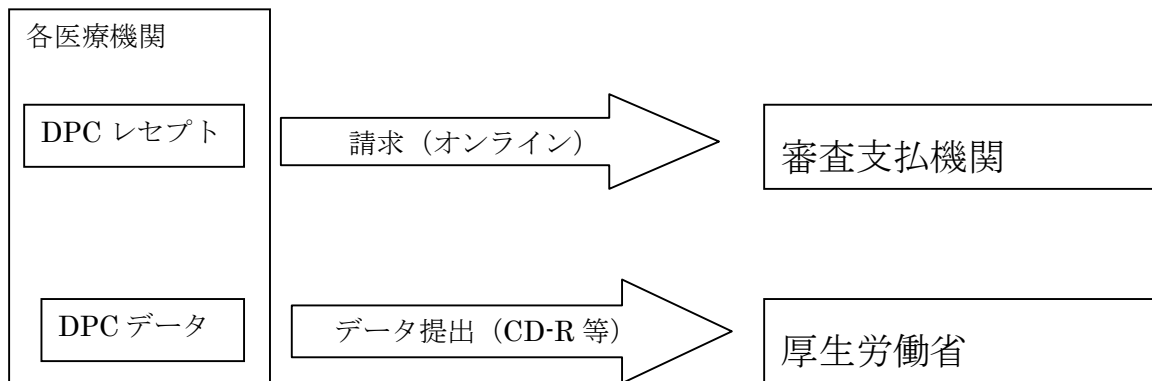 各医療機関
DPC レセプト
請求（オンライン）
審査支払機関
DPC データ
データ提出（CD-R 等）
厚生労働省